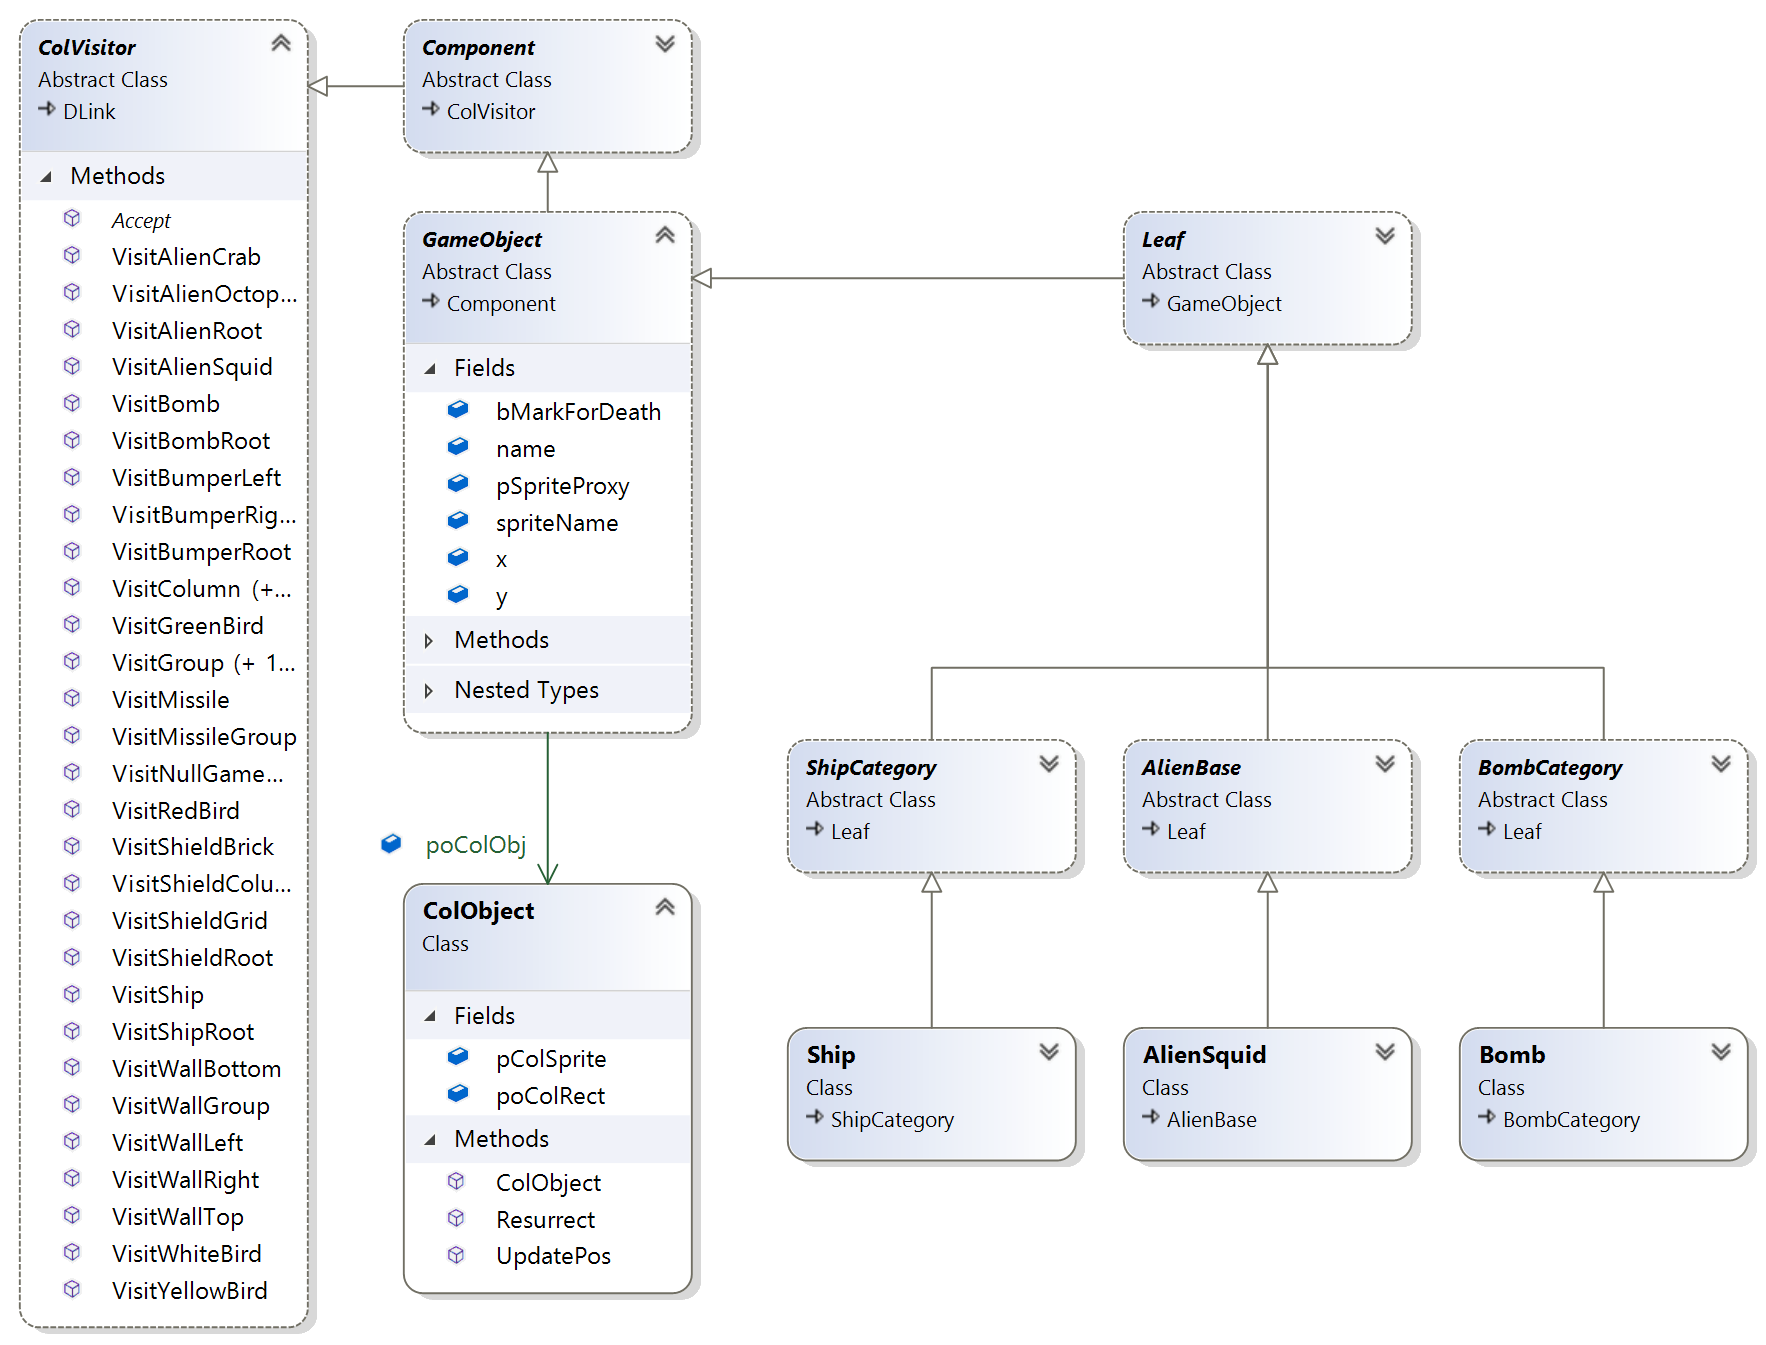 ColVisitor
Abstract Class
DLink
Methods
Accept
VisitAlienCrab
VisitAlienOctop...
VisitAlienRoot
VisitAlienSquid
VisitBomb
VisitBombRoot
VisitBumperLeft
VisitBumperRig...
VisitBumperRoot
VisitColumn (+...
VisitGreenBird
VisitGroup (+ 1...
VisitMissile
VisitMissileGroup
VisitNullGame...
VisitRedBird
VisitShieldBrick
VisitShieldColu...
VisitShieldGrid
VisitShieldRoot
VisitShip
VisitShipRoot
VisitWallBottom
VisitWallGroup
VisitWallLeft
VisitWallRight
VisitWallTop
VisitWhiteBird
VisitYellowBird
Component
Abstract Class
ColVisitor
GameObject
Abstract Class
Component
Fields
bMarkForDeath
name
pSpriteProxy
spriteName
x
y
Methods
Nested Types
poColObj
ColObject
Class
Fields
pColSprite
poColRect
Methods
ColObject
Resurrect
UpdatePos
Leaf
Abstract Class
GameObject
ShipCategory
Abstract Class
Leaf
AlienBase
Abstract Class
Leaf
BombCategory
Abstract Class
Leaf
Ship
Class
ShipCategory
AlienSquid
Class
AlienBase
Bomb
Class
BombCategory